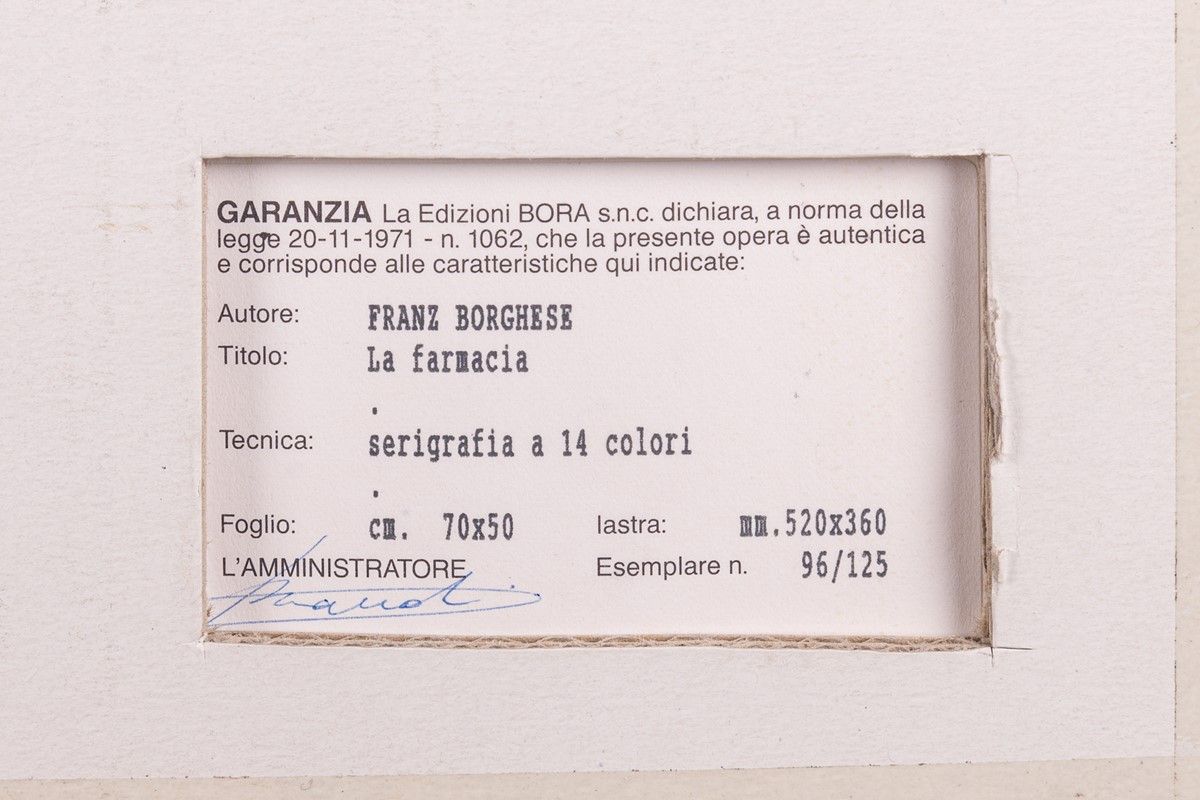 GARANZIA La Edizioni BORA s.n.c. dichiara, a norma della
legge 20-11-1971 - n. 1062, che la presente opera è autentica
e corrisponde alle caratteristiche qui indicate:
Autore: FRANZ BORGHESE
Titolo: La farmacia
.
Tecnica: serigrafia a 14 colori
.
Foglio: cm. 70x50 lastra: mm.520x360
L'AMMINISTRATORE Esemplare n. 96/125